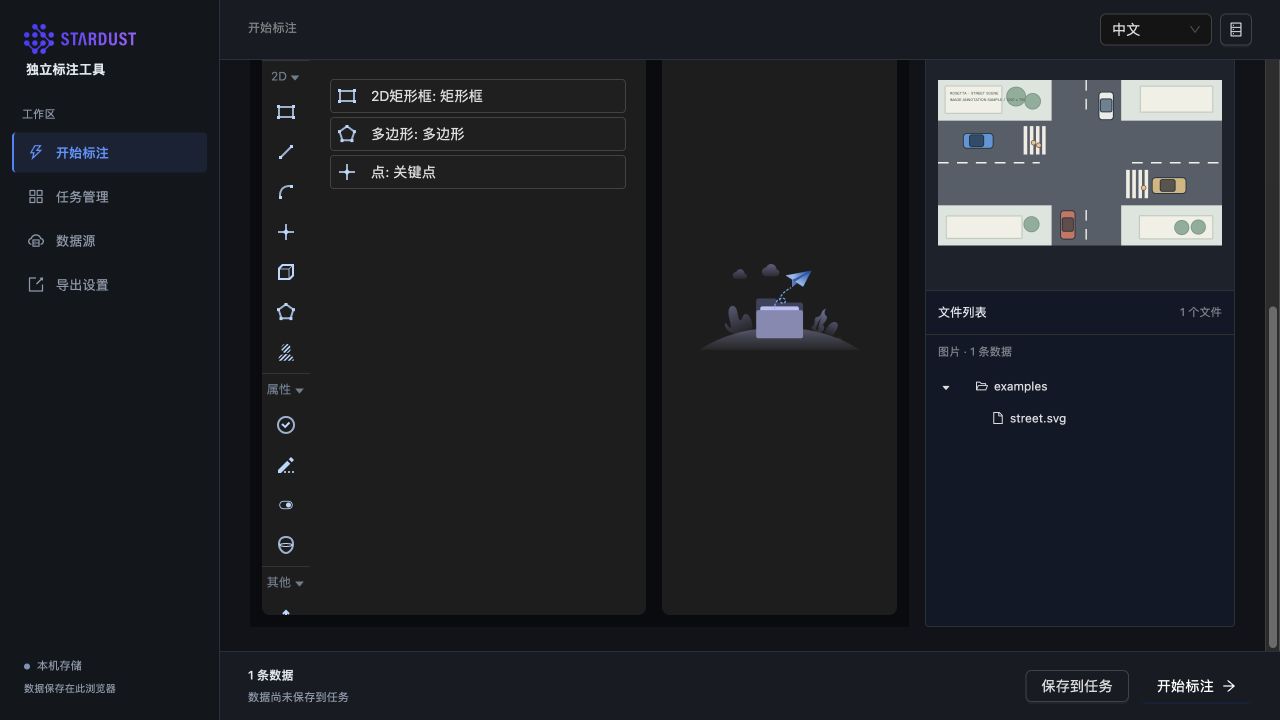 STARDUST
独立标注工具
工作区
开始标注
任务管理
数据源
导出设置
本机存储
数据保存在此浏览器
开始标注
中文
2D
属性
其他
2D矩形框: 矩形框
多边形: 多边形
点: 关键点
ROSETTA · STREET SCENE
文件列表
1 个文件
图片 · 1 条数据
examples
street.svg
1 条数据
数据尚未保存到任务
保存到任务
开始标注